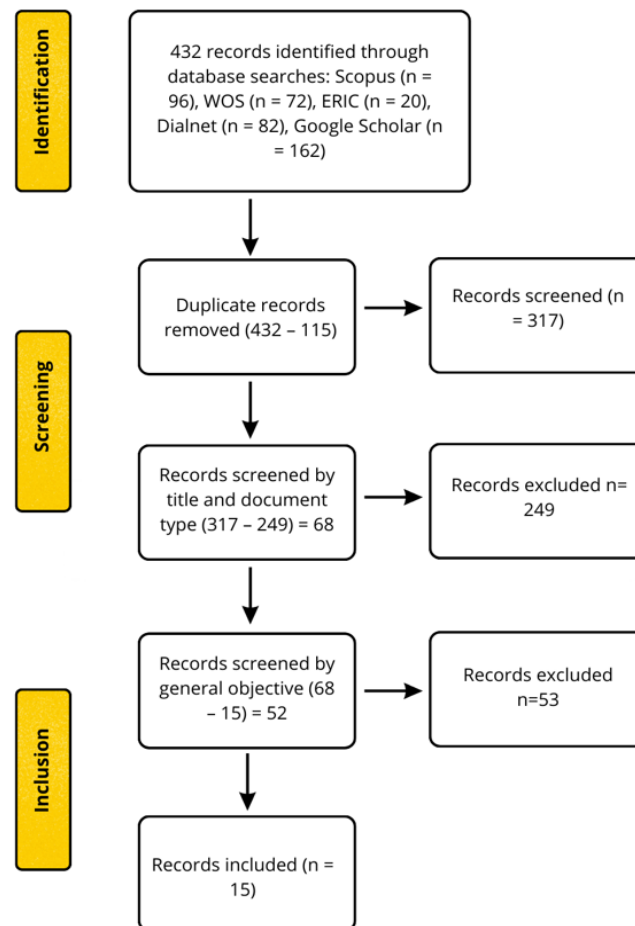 Identification
432 records identified through
database searches: Scopus (n =
96), WOS (n = 72), ERIC (n = 20),
Dialnet (n = 82), Google Scholar (n
= 162)
Screening
Duplicate records
removed (432 – 115)
Records screened (n
= 317)
Records screened by
title and document
type (317 – 249) = 68
Records excluded n=
249
Records screened by
general objective (68
– 15) = 52
Records excluded
n=53
Inclusion
Records included (n =
15)